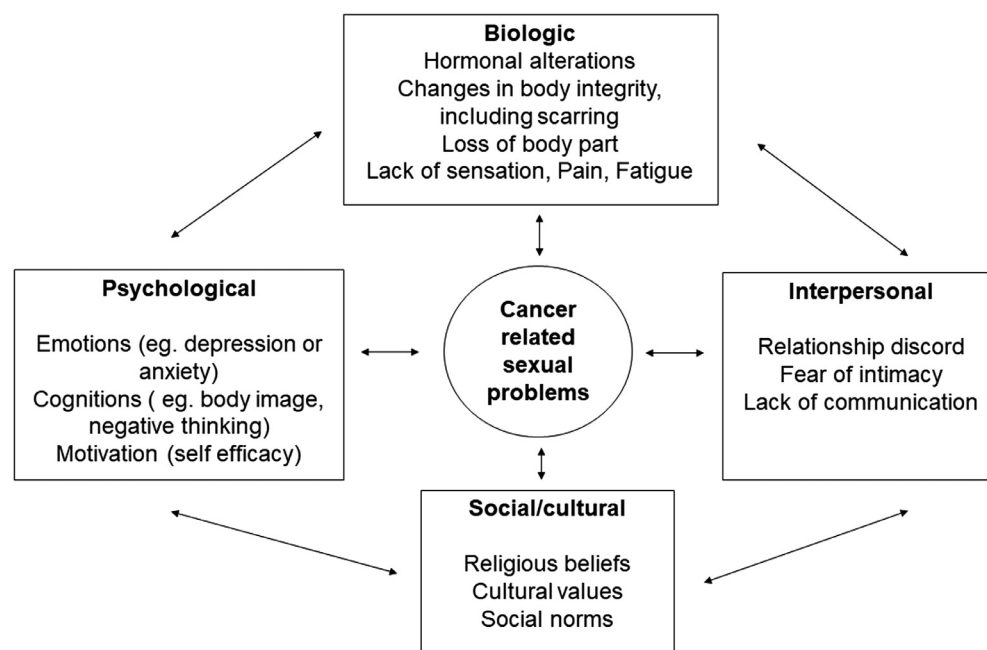 Biologic
Hormonal alterations
Changes in body integrity,
including scarring
Loss of body part
Lack of sensation, Pain, Fatigue
Psychological
Emotions (eg. depression or
anxiety)
Cognitions ( eg. body image,
negative thinking)
Motivation (self efficacy)
Cancer
related
sexual
problems
Interpersonal
Relationship discord
Fear of intimacy
Lack of communication
Social/cultural
Religious beliefs
Cultural values
Social norms